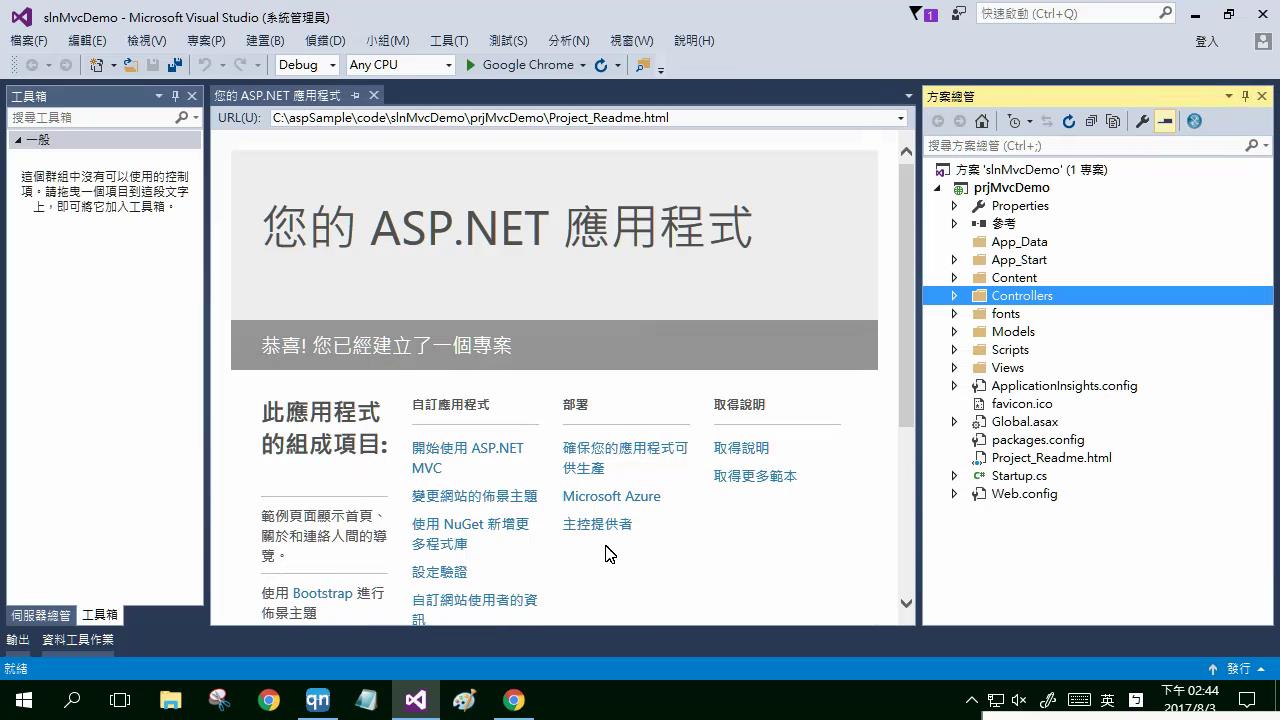 slnMvcDemo - Microsoft Visual Studio (系統管理員)
1
快速啟動 (Ctrl+Q)
檔案(F) 編輯(E) 檢視(V) 專案(P) 建置(B) 偵錯(D) 小組(M) 工具(T) 測試(S) 分析(N) 視窗(W) 說明(H)
登入
Debug Any CPU Google Chrome
工具箱
搜尋工具箱
一般
這個群組中沒有可以使用的控制
項。請拖曳一個項目到這段文字
上，即可將它加入工具箱。
伺服器總管 工具箱
您的 ASP.NET 應用程式
URL(U): C:\aspSample\code\slnMvcDemo\prjMvcDemo\Project_Readme.html
您的 ASP.NET 應用程式
恭喜! 您已經建立了一個專案
此應用程式
的組成項目:
範例頁面顯示首頁、
關於和連絡人間的導
覽。
使用 Bootstrap 進行
佈景主題
自訂應用程式
開始使用 ASP.NET
MVC
變更網站的佈景主題
使用 NuGet 新增更
多程式庫
設定驗證
自訂網站使用者的資
訊
部署
確保您的應用程式可
供生產
Microsoft Azure
主控提供者
取得說明
取得說明
取得更多範本
方案總管
搜尋方案總管 (Ctrl+;)
方案 'slnMvcDemo' (1 專案)
prjMvcDemo
Properties
參考
App_Data
App_Start
Content
Controllers
fonts
Models
Scripts
Views
ApplicationInsights.config
favicon.ico
Global.asax
packages.config
Project_Readme.html
C# Startup.cs
Web.config
輸出 資料工具作業
就緒
發行
qn
英
下午 02:44
2017/8/3